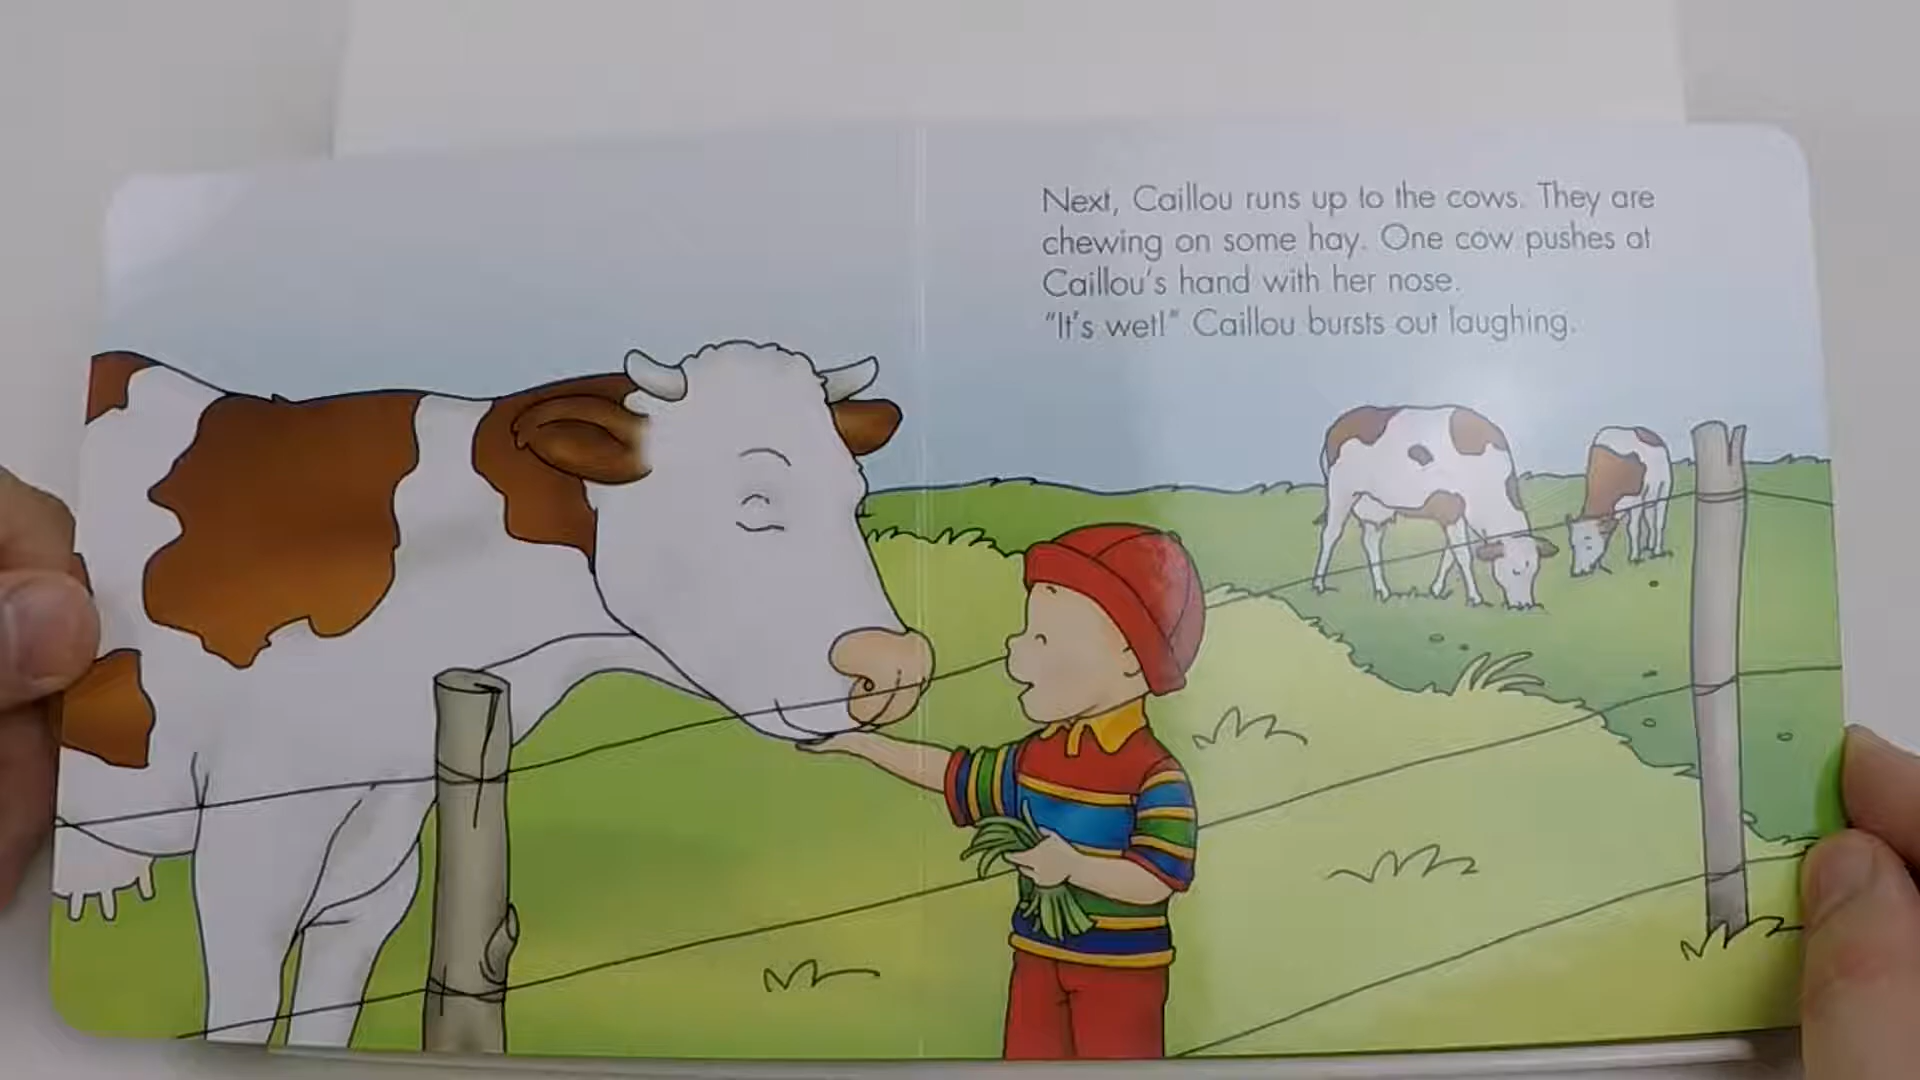 Next, Caillou runs up to the cows. They are
chewing on some hay. One cow pushes at
Caillou's hand with her nose.
"It's wet!" Caillou bursts out laughing.